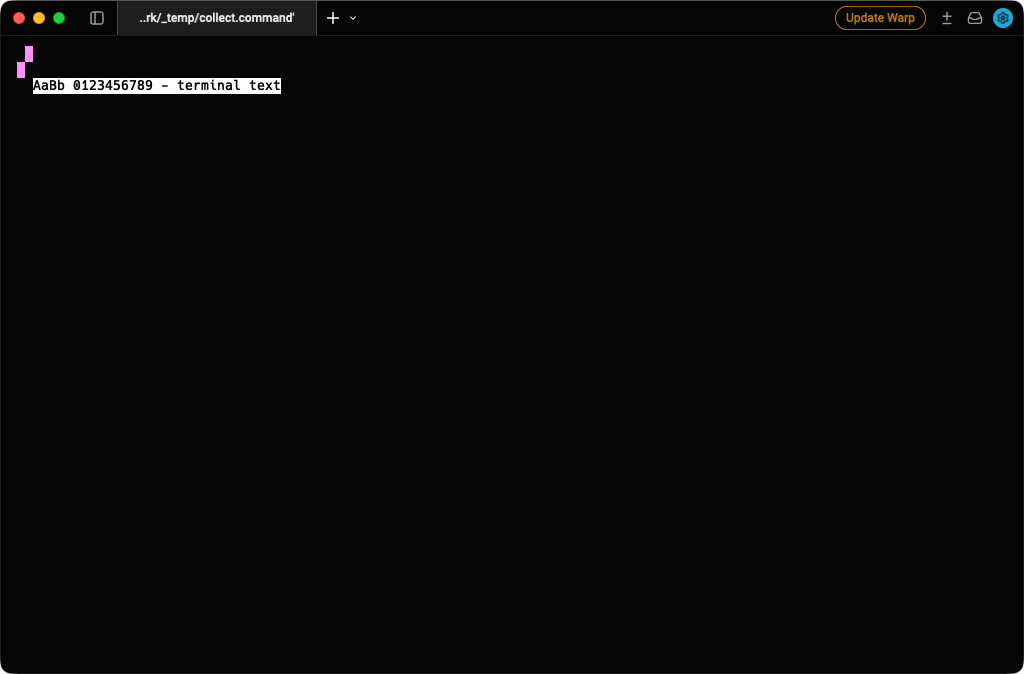 ..rk/_temp/collect.command'
Update Warp
AaBb 0123456789 – terminal text